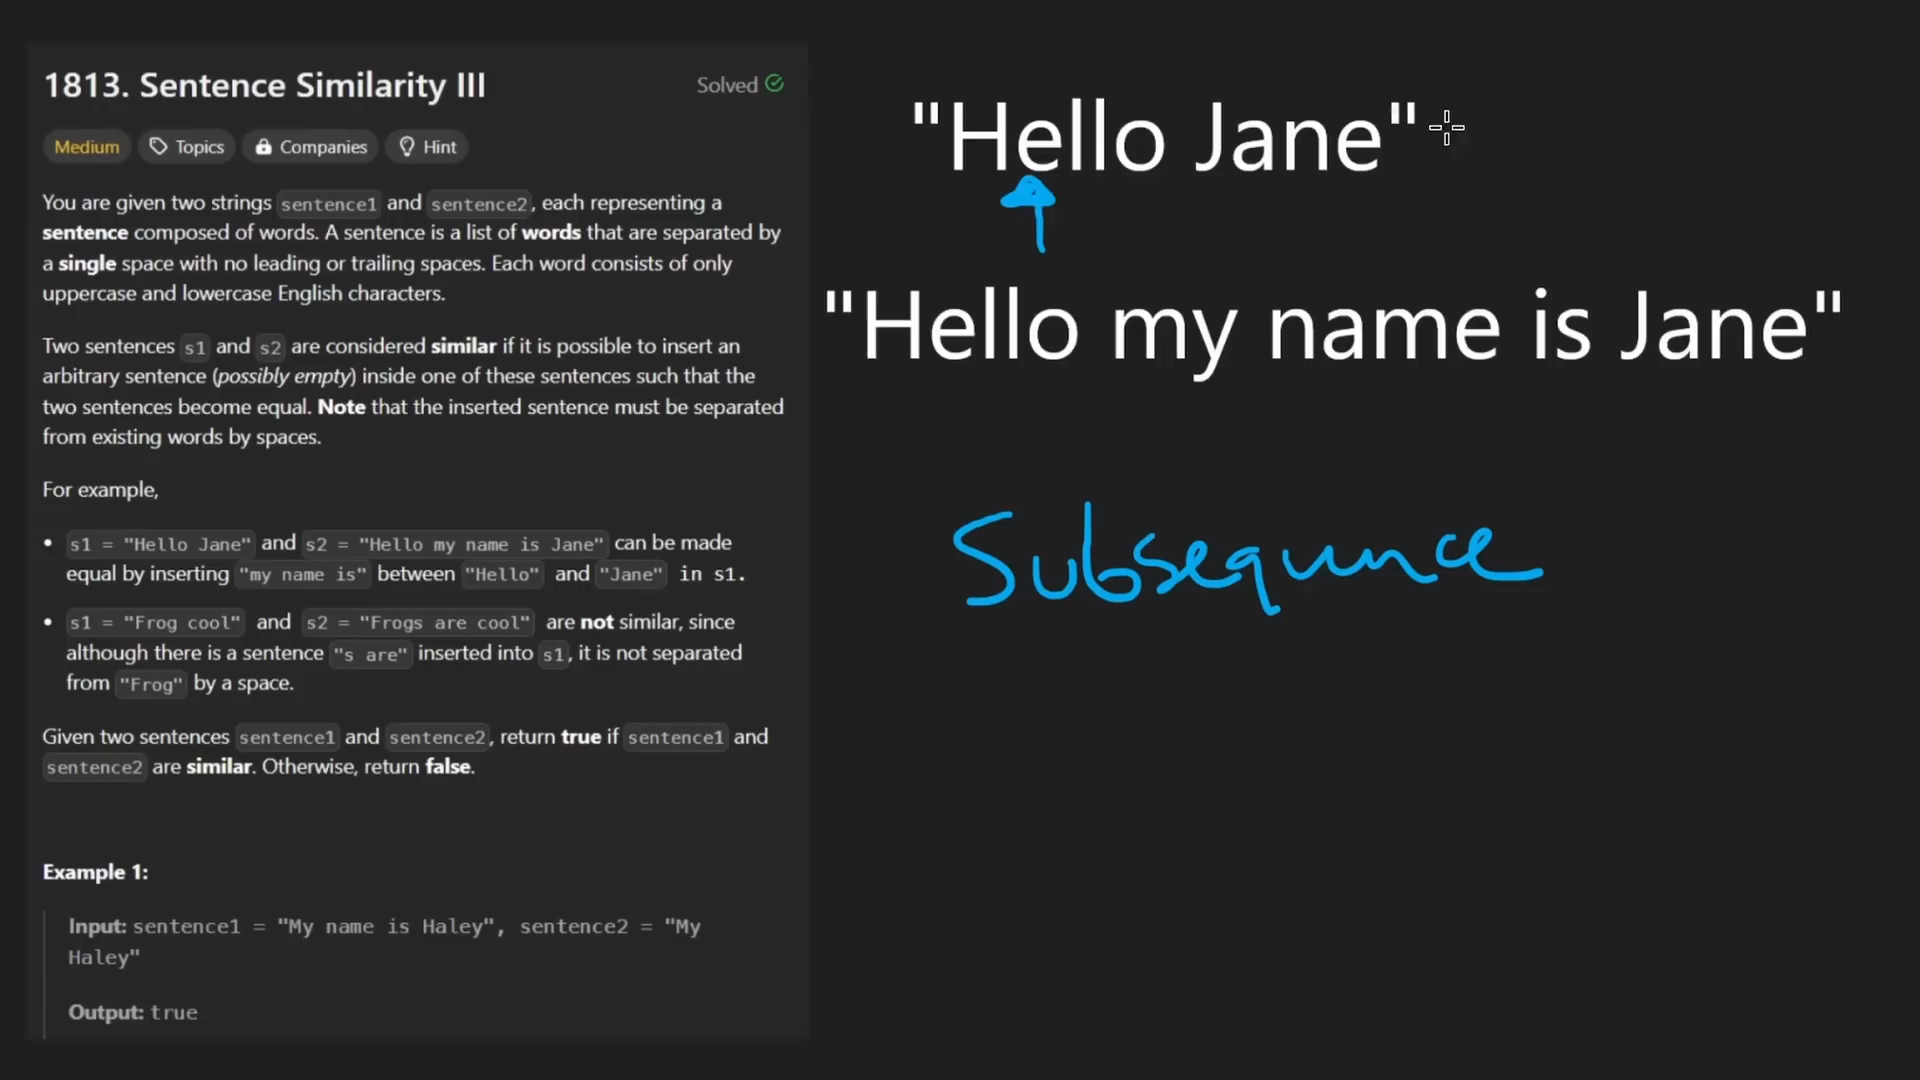 1813. Sentence Similarity III
Solved
Medium
Topics
Companies
Hint
You are given two strings sentence1 and sentence2, each representing a
sentence composed of words. A sentence is a list of words that are separated by
a single space with no leading or trailing spaces. Each word consists of only
uppercase and lowercase English characters.
Two sentences s1 and s2 are considered similar if it is possible to insert an
arbitrary sentence (possibly empty) inside one of these sentences such that the
two sentences become equal. Note that the inserted sentence must be separated
from existing words by spaces.
For example,
• s1 = "Hello Jane" and s2 = "Hello my name is Jane" can be made
equal by inserting "my name is" between "Hello" and "Jane" in s1.
• s1 = "Frog cool" and s2 = "Frogs are cool" are not similar, since
although there is a sentence "s are" inserted into s1, it is not separated
from "Frog" by a space.
Given two sentences sentence1 and sentence2, return true if sentence1 and
sentence2 are similar. Otherwise, return false.
Example 1:
Input: sentence1 = "My name is Haley", sentence2 = "My
Haley"
Output: true
"Hello Jane"
"Hello my name is Jane"
Subsequnce